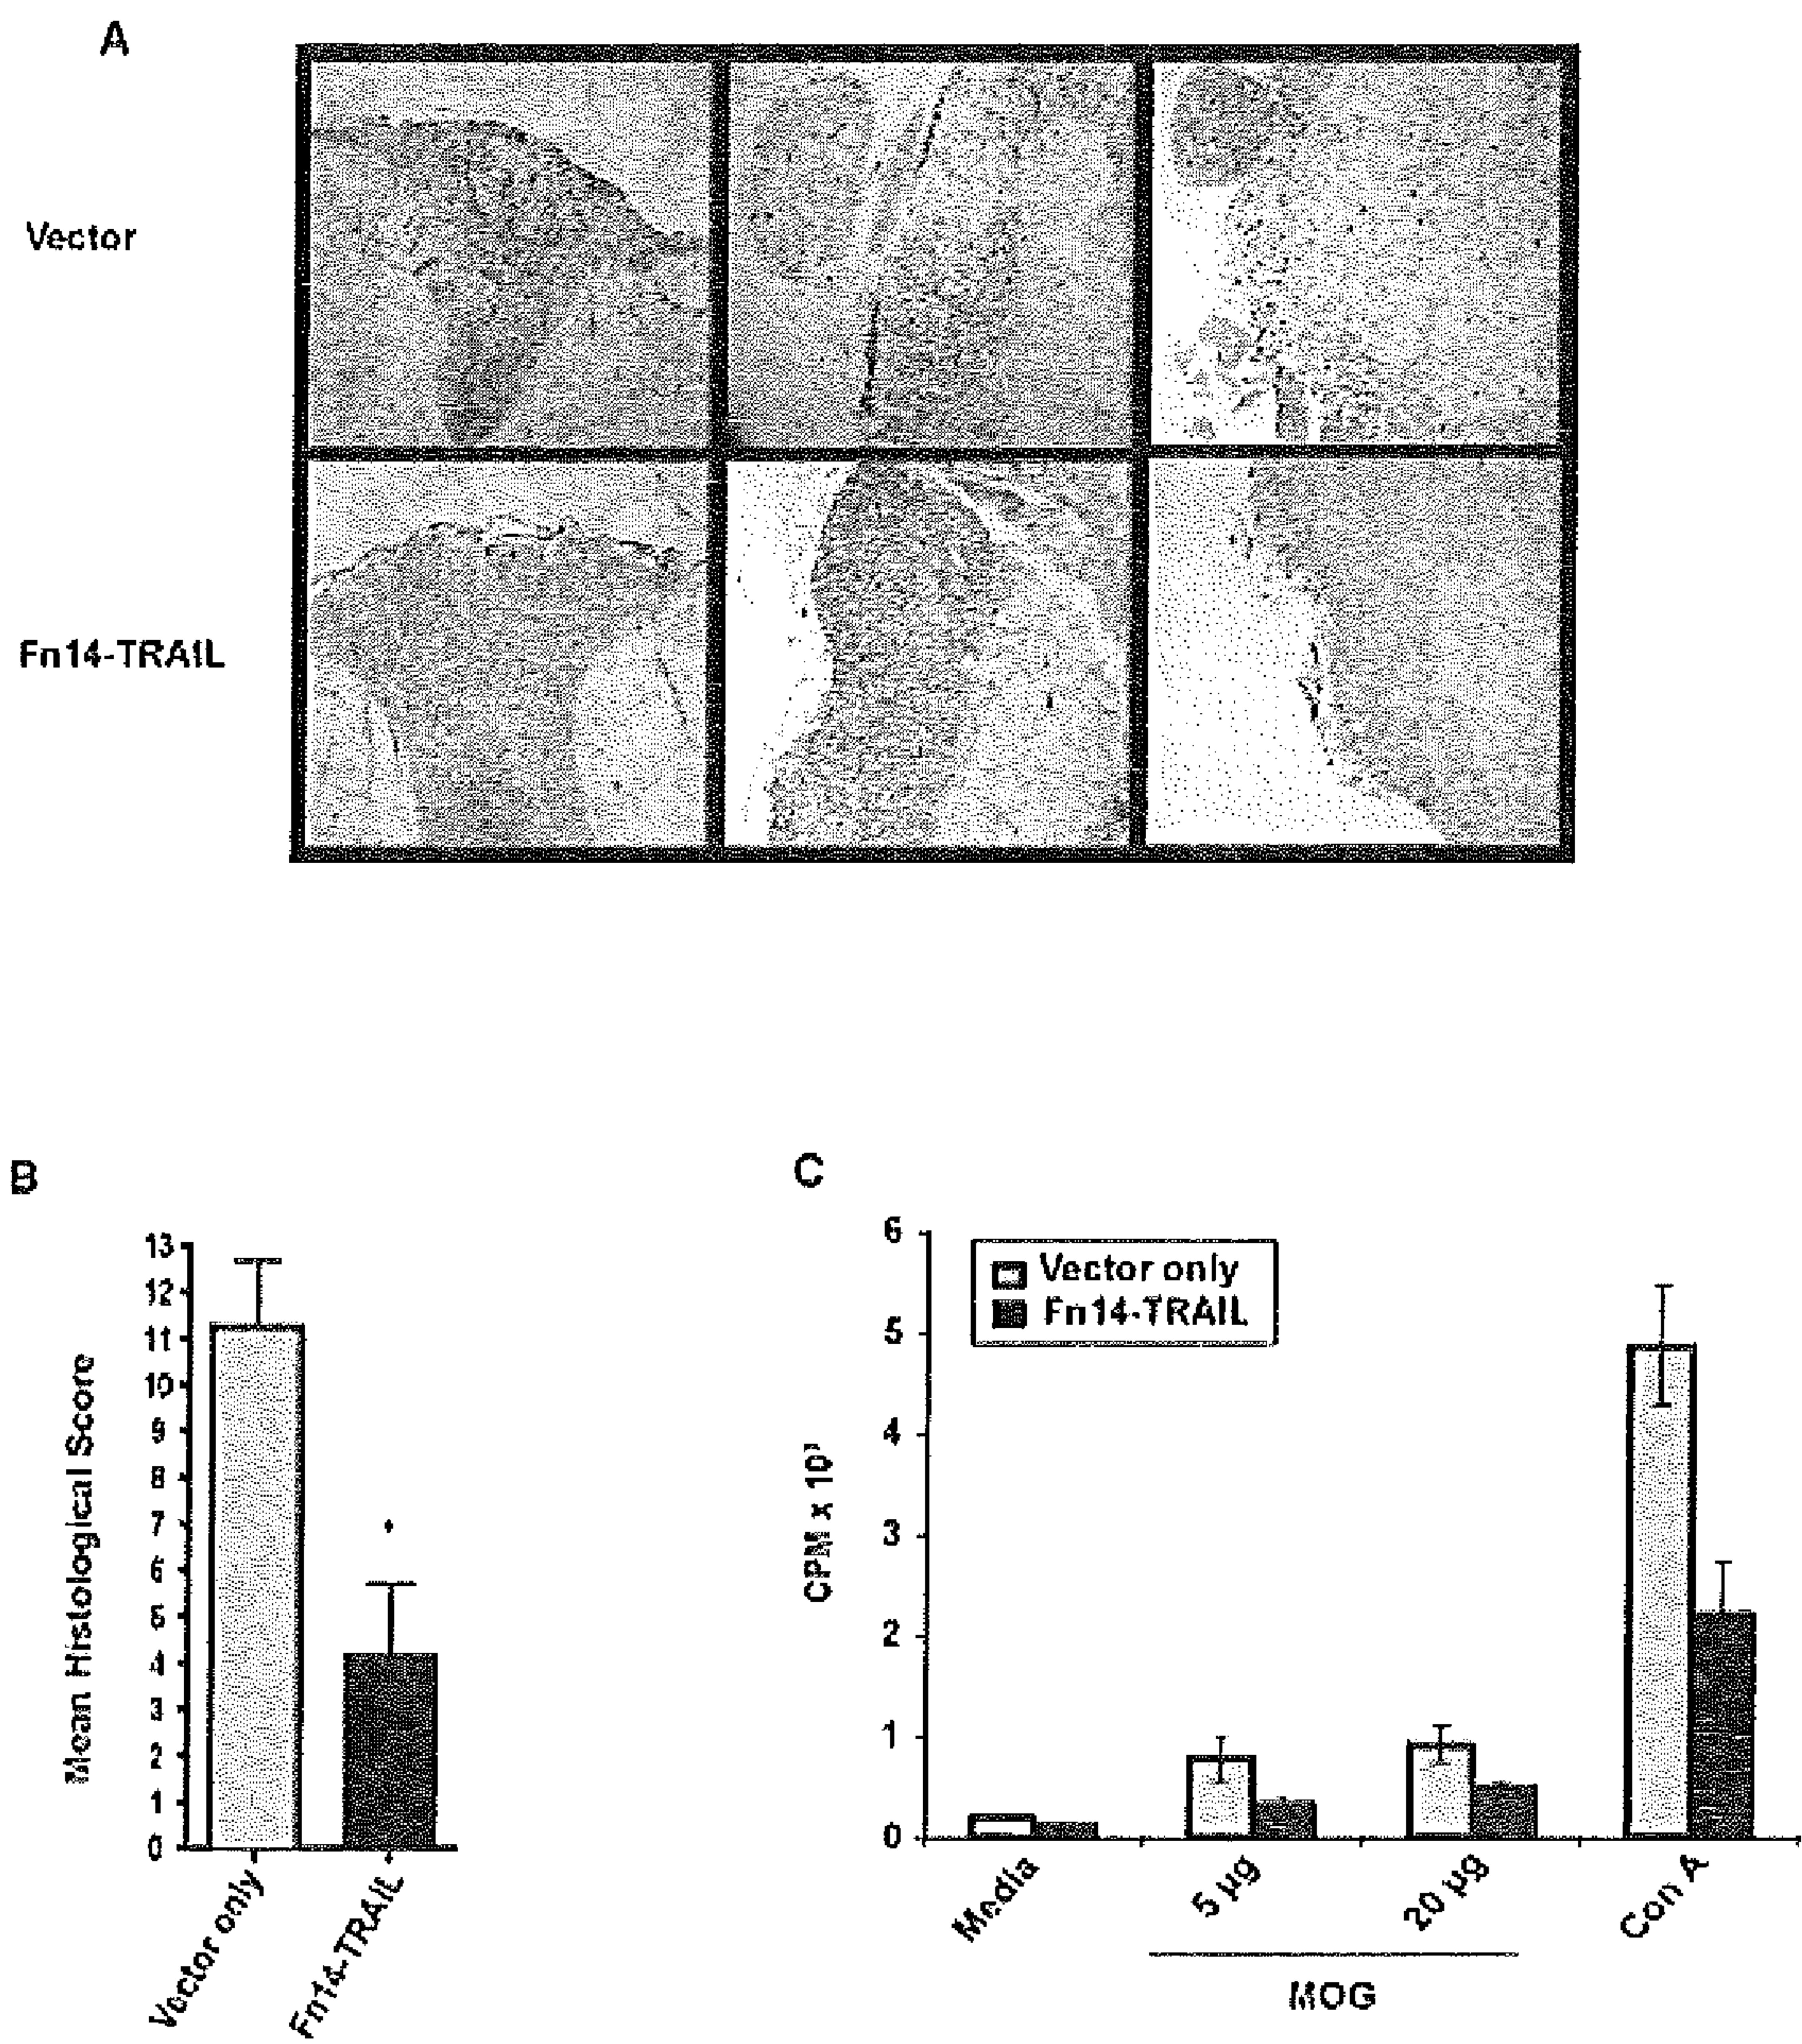 A
Vector
Fn14-TRAIL
B
13
12
11
10
9
8
7
6
5
4
3
2
1
0
Mean Histological Score
Vector only
Fn14-TRAIL
C
6
5
4
3
2
1
0
CPM x 10³
Vector only
Fn14-TRAIL
Media
5 µg
20 µg
Con A
MOG